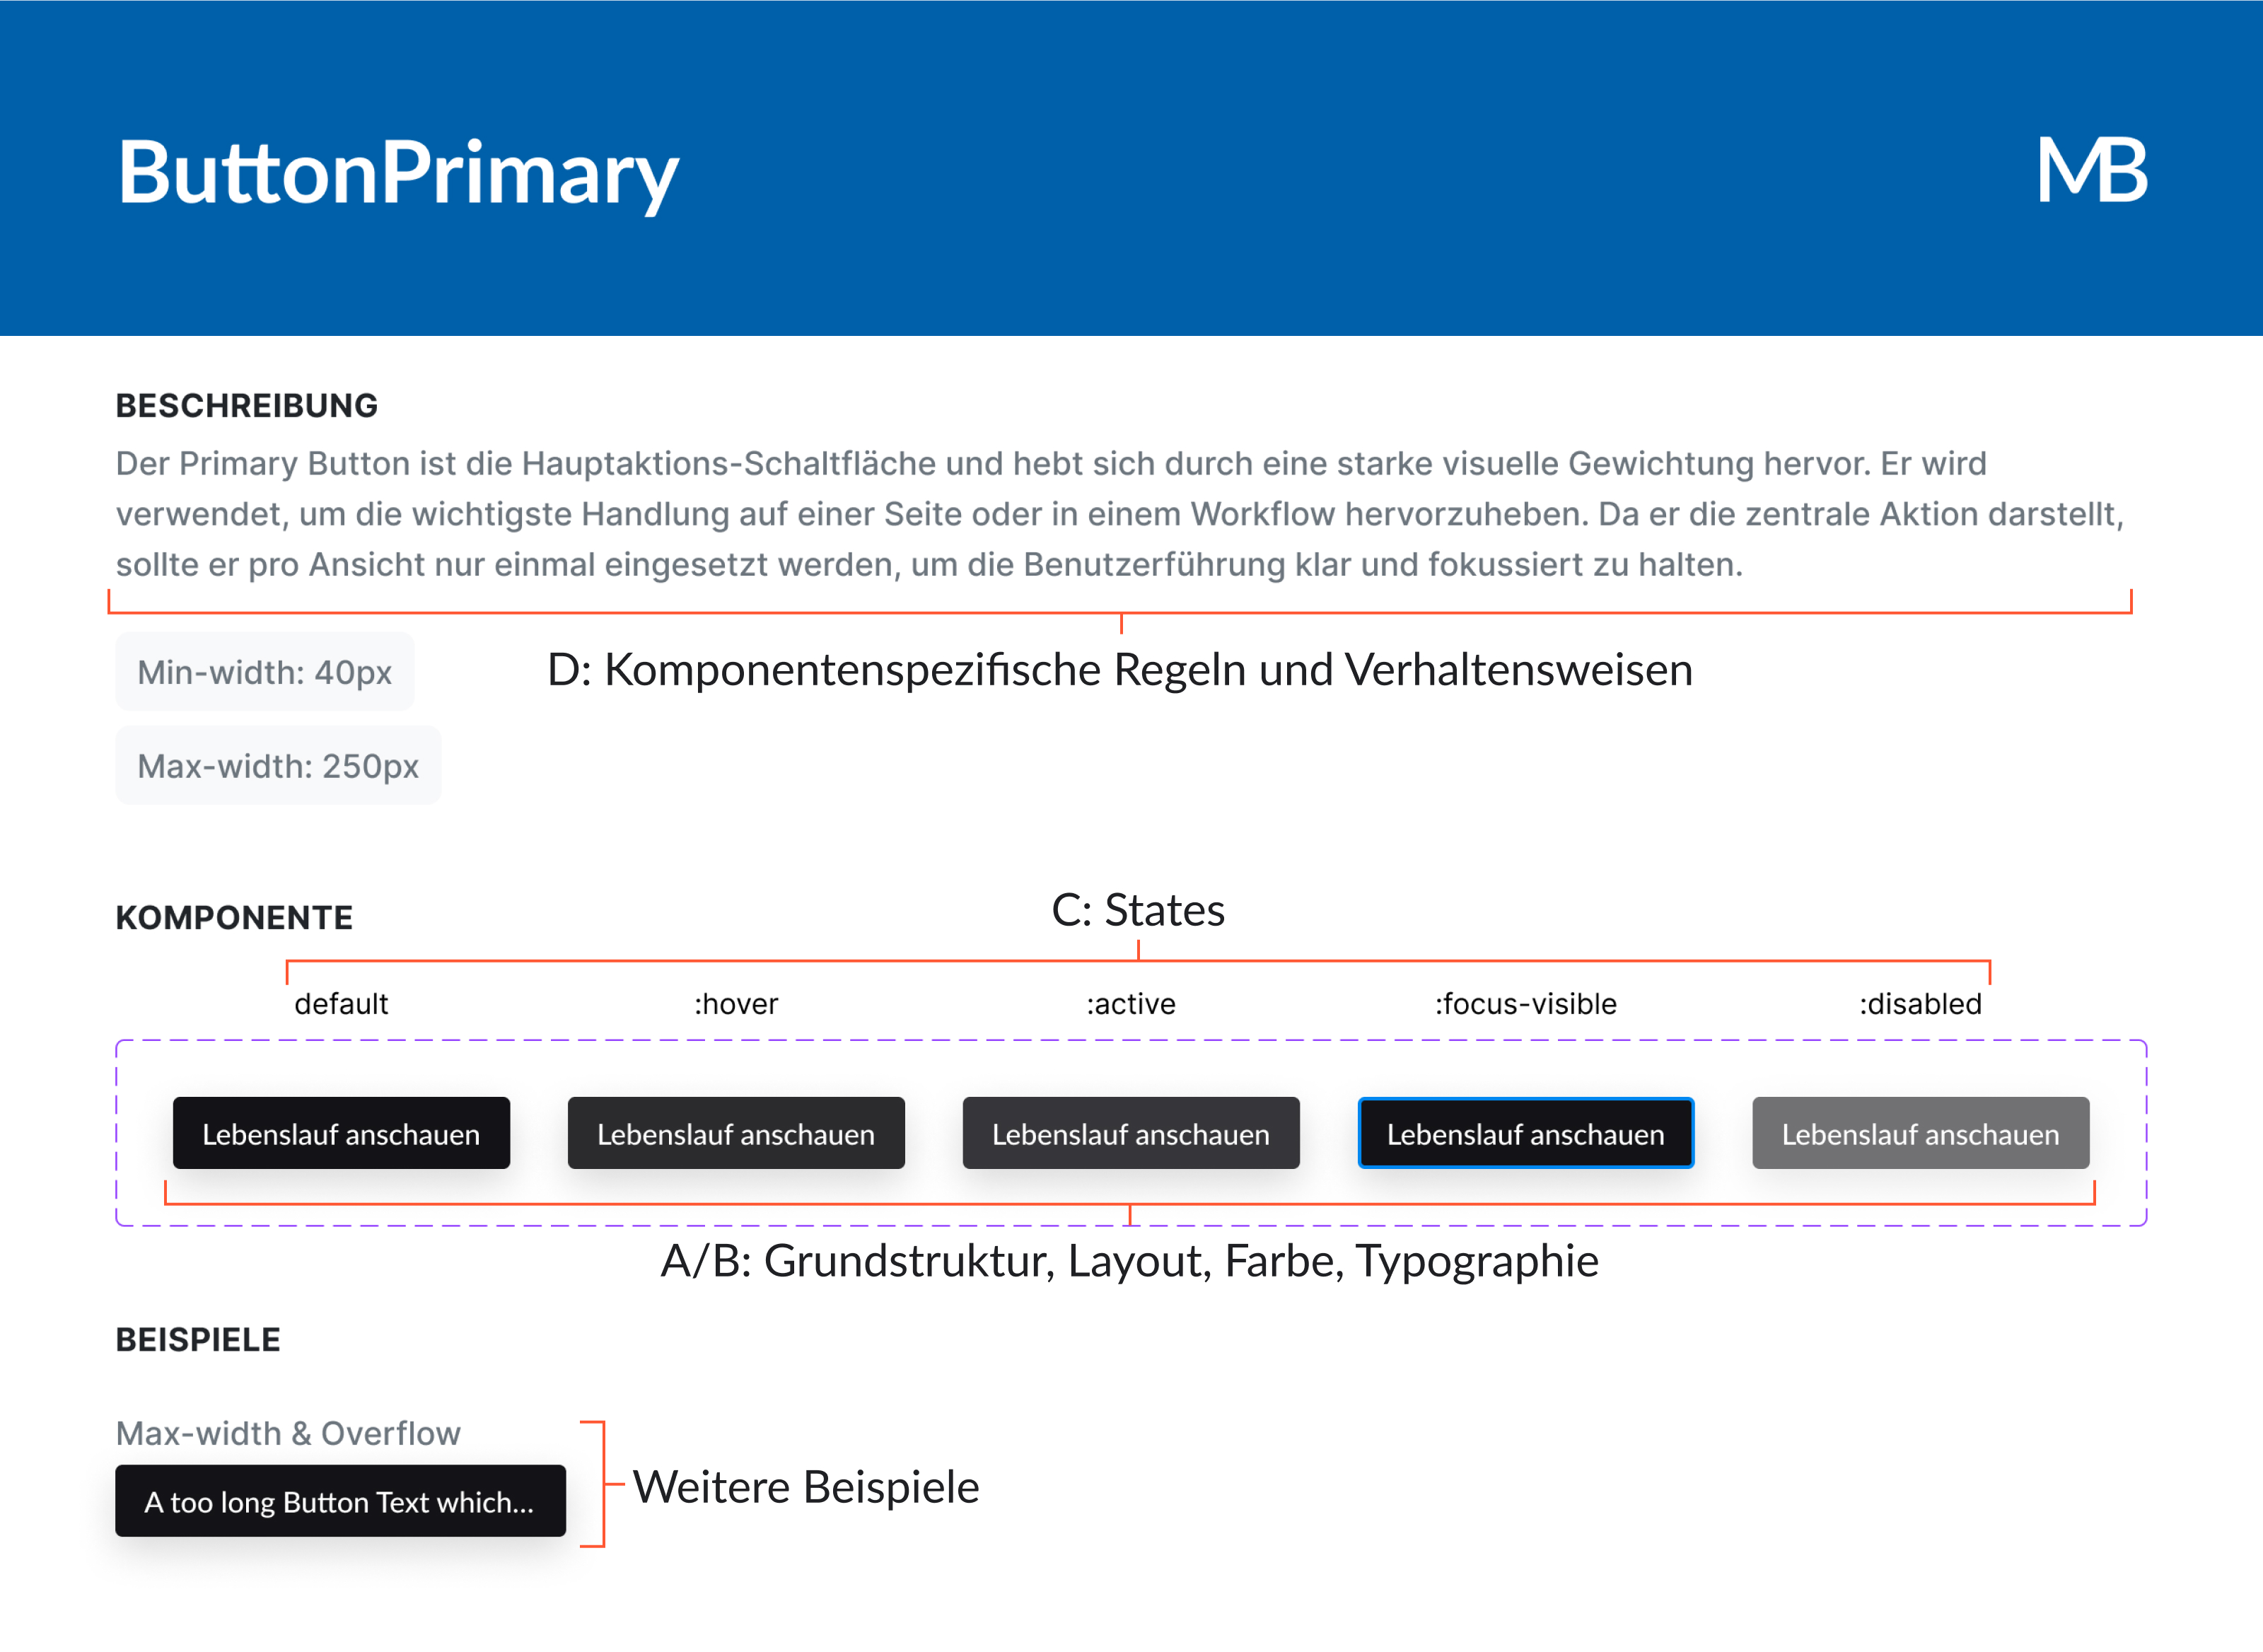 ButtonPrimary
MB
BESCHREIBUNG
Der Primary Button ist die Hauptaktions-Schaltfläche und hebt sich durch eine starke visuelle Gewichtung hervor. Er wird
verwendet, um die wichtigste Handlung auf einer Seite oder in einem Workflow hervorzuheben. Da er die zentrale Aktion darstellt,
sollte er pro Ansicht nur einmal eingesetzt werden, um die Benutzerführung klar und fokussiert zu halten.
Min-width: 40px
D: Komponentenspezifische Regeln und Verhaltensweisen
Max-width: 250px
C: States
KOMPONENTE
default :hover :active :focus-visible :disabled
Lebenslauf anschauen Lebenslauf anschauen Lebenslauf anschauen Lebenslauf anschauen Lebenslauf anschauen
A/B: Grundstruktur, Layout, Farbe, Typographie
BEISPIELE
Max-width & Overflow
Weitere Beispiele
A too long Button Text which...